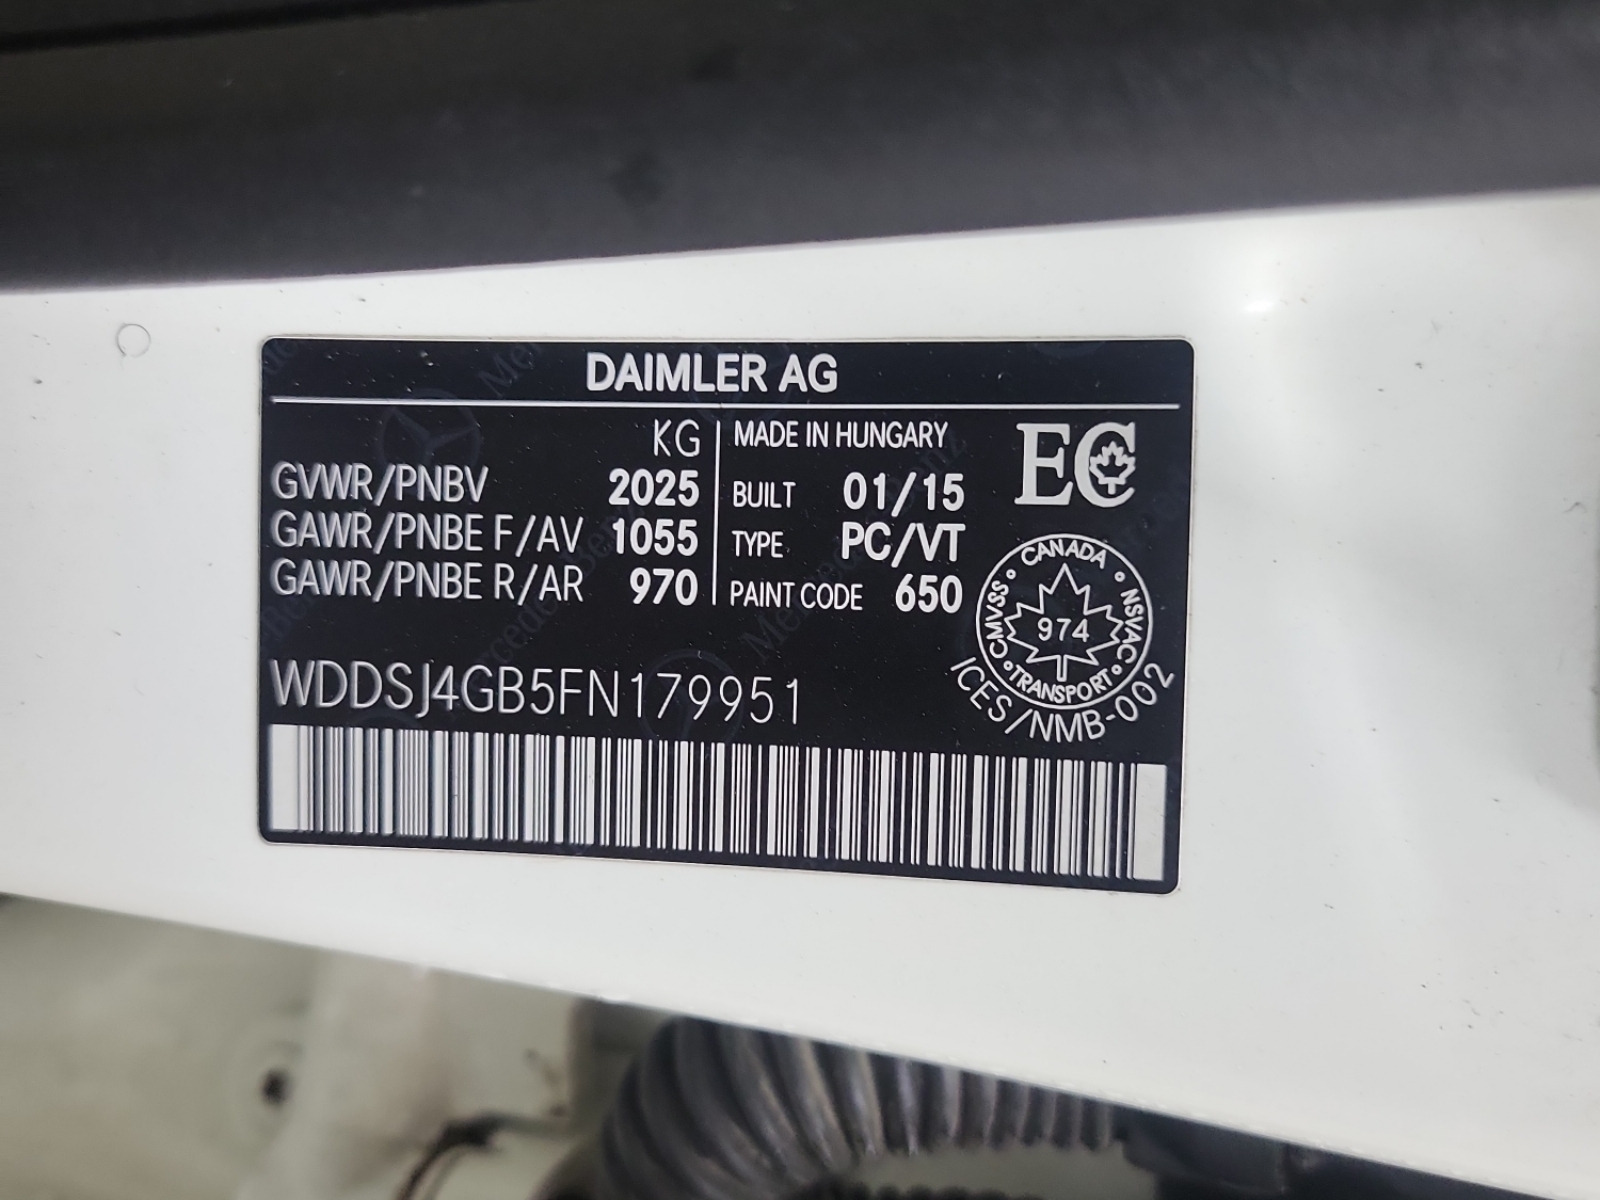 DAIMLER AG
KG
GVWR/PNBV 2025
GAWR/PNBE F/AV 1055
GAWR/PNBE R/AR 970
MADE IN HUNGARY
BUILT 01/15
TYPE PC/VT
PAINT CODE 650
EC
CANADA
CMVSS
NSVAC
974
TRANSPORT
ICES/NMB-002
WDDSJ4GB5FN179951